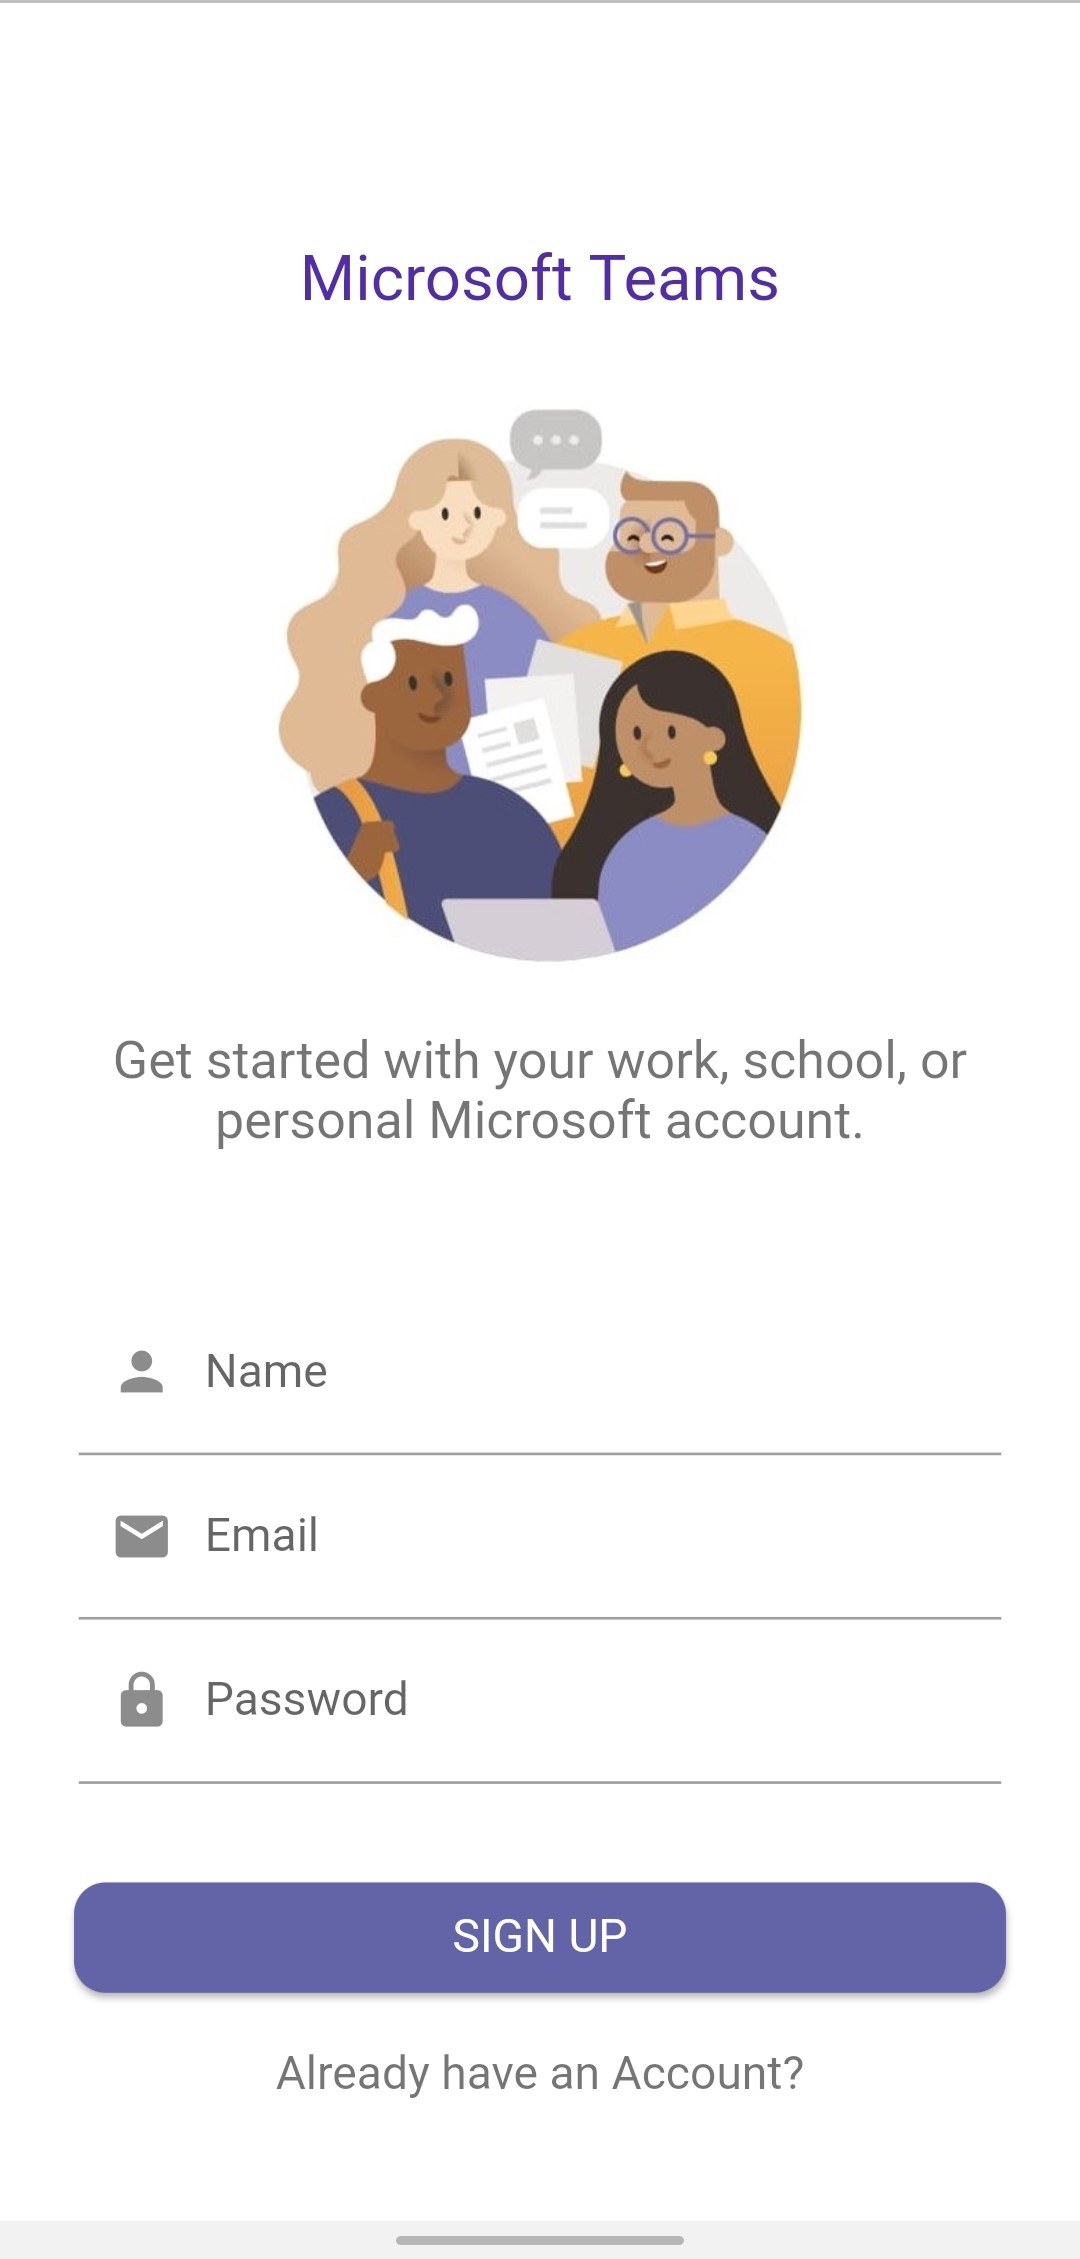 Microsoft Teams
Get started with your work, school, or
personal Microsoft account.
Name
Email
Password
SIGN UP
Already have an Account?